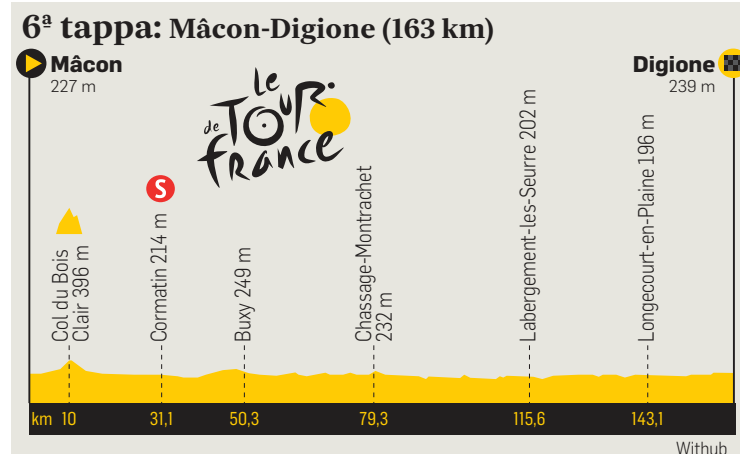 6ª tappa: Mâcon-Digione (163 km)
Mâcon
227 m
Digione
239 m
Le
de TOUR
france
S
Col du Bois
Clair 396 m
Cormatin 214 m
Buxy 249 m
Chassage-Montrachet
232 m
Labergement-les-Seurre 202 m
Longecourt-en-Plaine 196 m
km 10 31,1 50,3 79,3 115,6 143,1
Withub